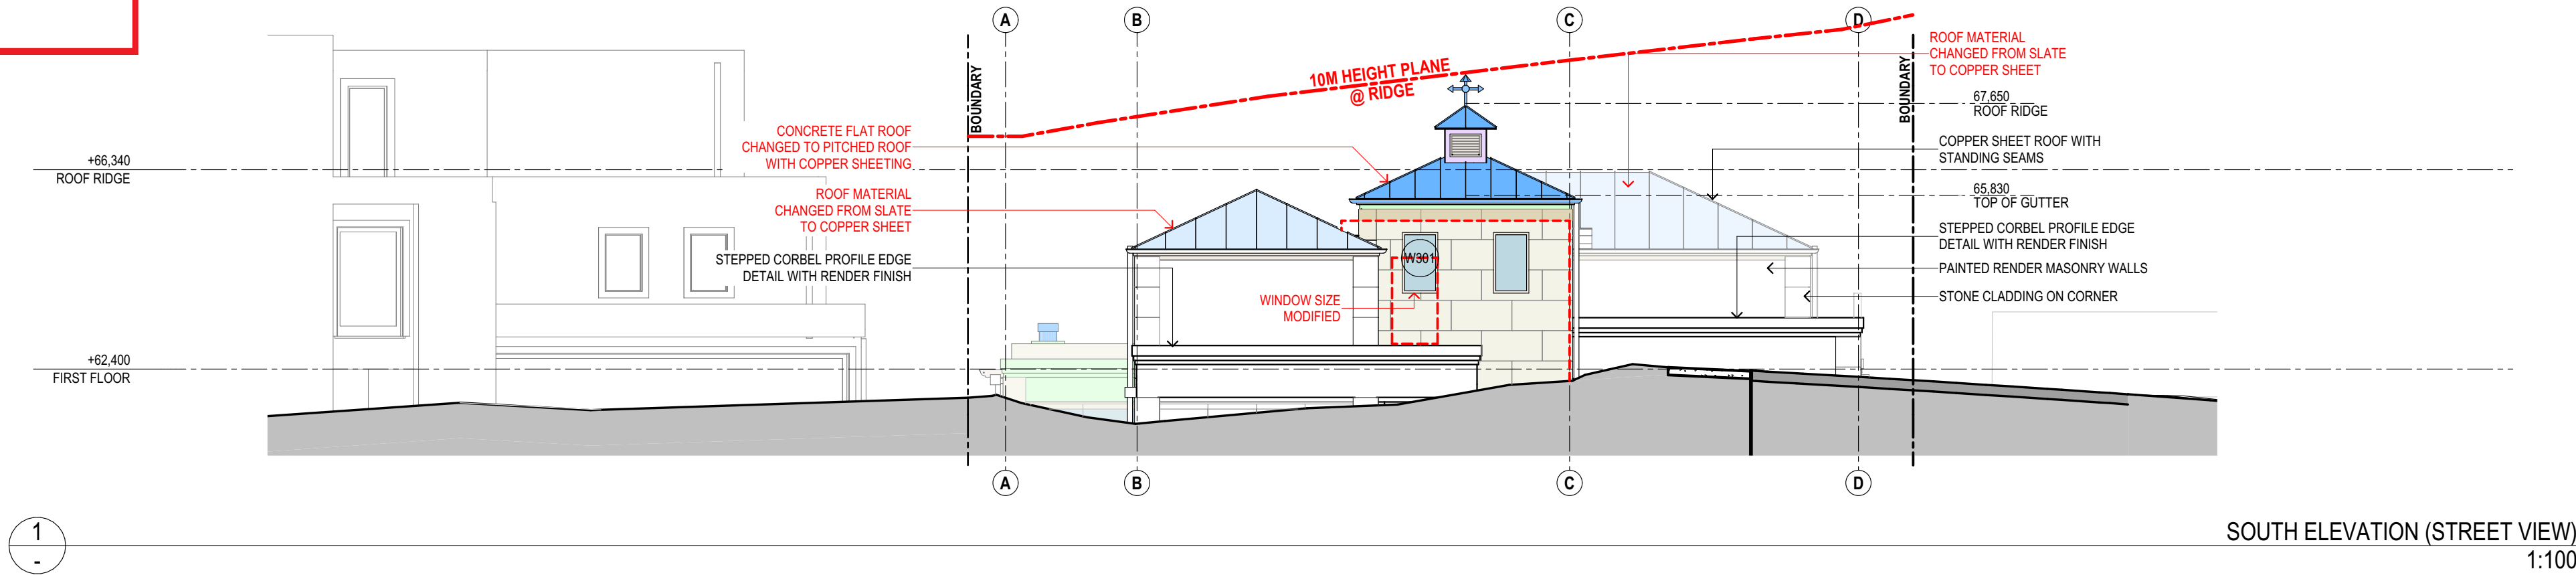 A
B
C
D
BOUNDARY
10M HEIGHT PLANE
@ RIDGE
BOUNDARY
ROOF MATERIAL
CHANGED FROM SLATE
TO COPPER SHEET
67,650
ROOF RIDGE
CONCRETE FLAT ROOF
CHANGED TO PITCHED ROOF
WITH COPPER SHEETING
COPPER SHEET ROOF WITH
STANDING SEAMS
+66,340
ROOF RIDGE
ROOF MATERIAL
CHANGED FROM SLATE
TO COPPER SHEET
65,830
TOP OF GUTTER
STEPPED CORBEL PROFILE EDGE
DETAIL WITH RENDER FINISH
STEPPED CORBEL PROFILE EDGE
DETAIL WITH RENDER FINISH
W301
PAINTED RENDER MASONRY WALLS
WINDOW SIZE
MODIFIED
STONE CLADDING ON CORNER
+62,400
FIRST FLOOR
A
B
C
D
1
-
SOUTH ELEVATION (STREET VIEW)
1:100